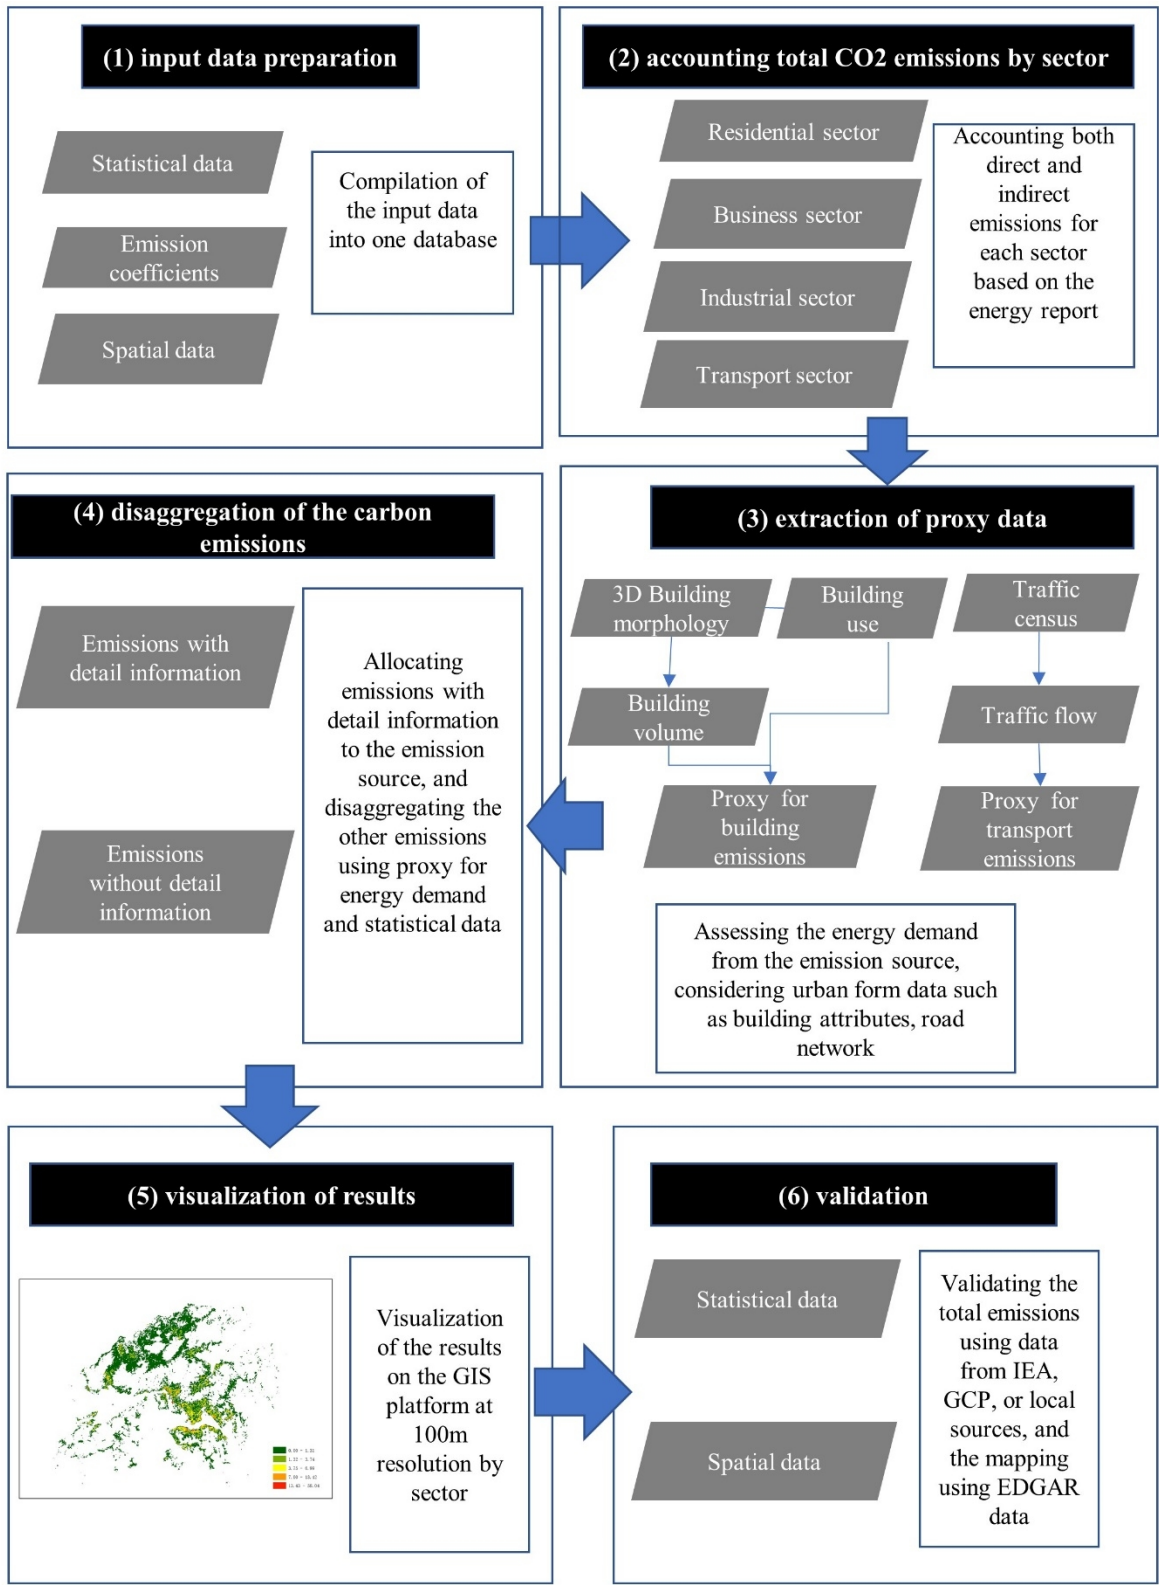 (1) input data preparation
Statistical data
Emission
coefficients
Spatial data
Compilation of
the input data
into one database
(2) accounting total CO2 emissions by sector
Residential sector
Business sector
Industrial sector
Transport sector
Accounting both
direct and
indirect
emissions for
each sector
based on the
energy report
(3) extraction of proxy data
3D Building
morphology
Building
use
Traffic
census
Building
volume
Traffic flow
Proxy for
building
emissions
Proxy for
transport
emissions
Assessing the energy demand
from the emission source,
considering urban form data such
as building attributes, road
network
(4) disaggregation of the carbon
emissions
Emissions with
detail information
Emissions
without detail
information
Allocating
emissions with
detail information
to the emission
source, and
disaggregating the
other emissions
using proxy for
energy demand
and statistical data
(5) visualization of results
Visualization
of the results
on the GIS
platform at
100m
resolution by
sector
(6) validation
Statistical data
Spatial data
Validating the
total emissions
using data
from IEA,
GCP, or local
sources, and
the mapping
using EDGAR
data